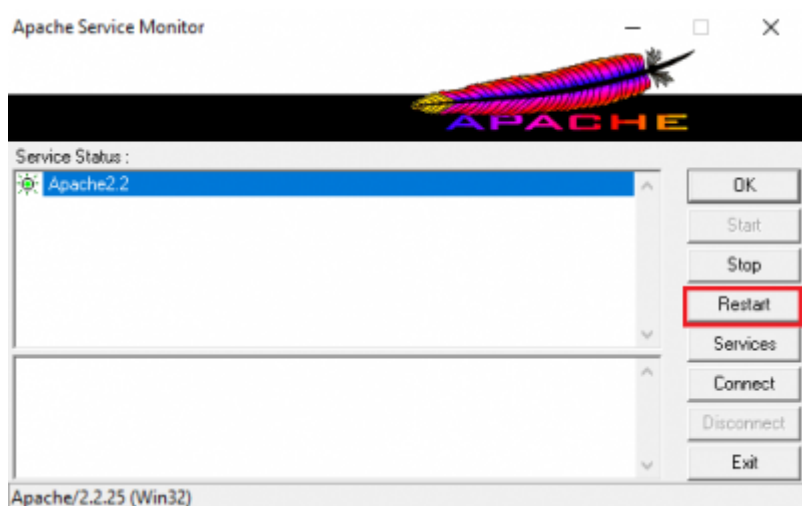 Apache Service Monitor
APACHE
Service Status :
Apache2.2
OK
Start
Stop
Restart
Services
Connect
Disconnect
Exit
Apache/2.2.25 (Win32)